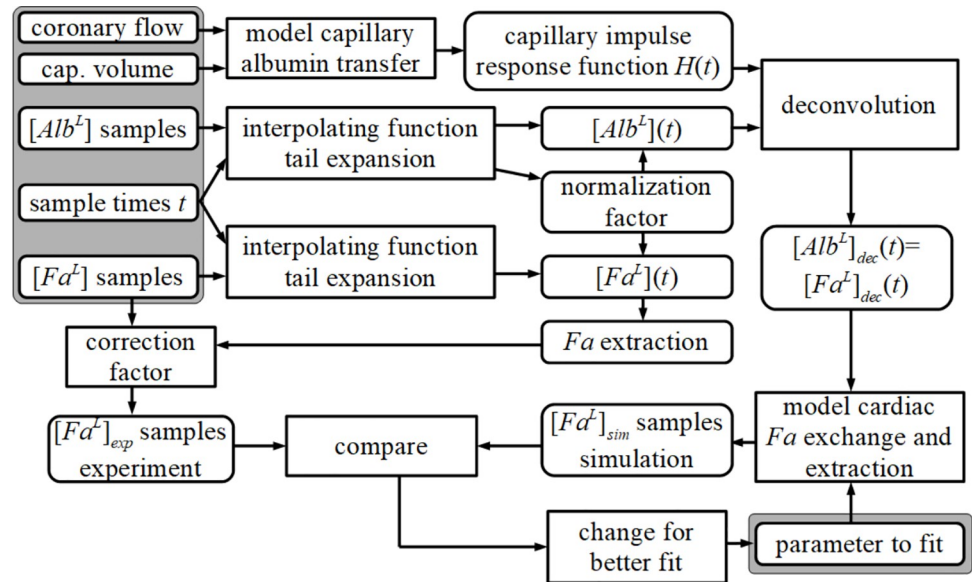 coronary flow
cap. volume
[Alb^L] samples
sample times t
[Fa^L] samples
model capillary
albumin transfer
capillary impulse
response function H(t)
deconvolution
interpolating function
tail expansion
[Alb^L](t)
normalization
factor
interpolating function
tail expansion
[Fa^L](t)
[Alb^L]_dec(t)=
[Fa^L]_dec(t)
correction
factor
Fa extraction
[Fa^L]_exp samples
experiment
compare
[Fa^L]_sim samples
simulation
model cardiac
Fa exchange and
extraction
change for
better fit
parameter to fit